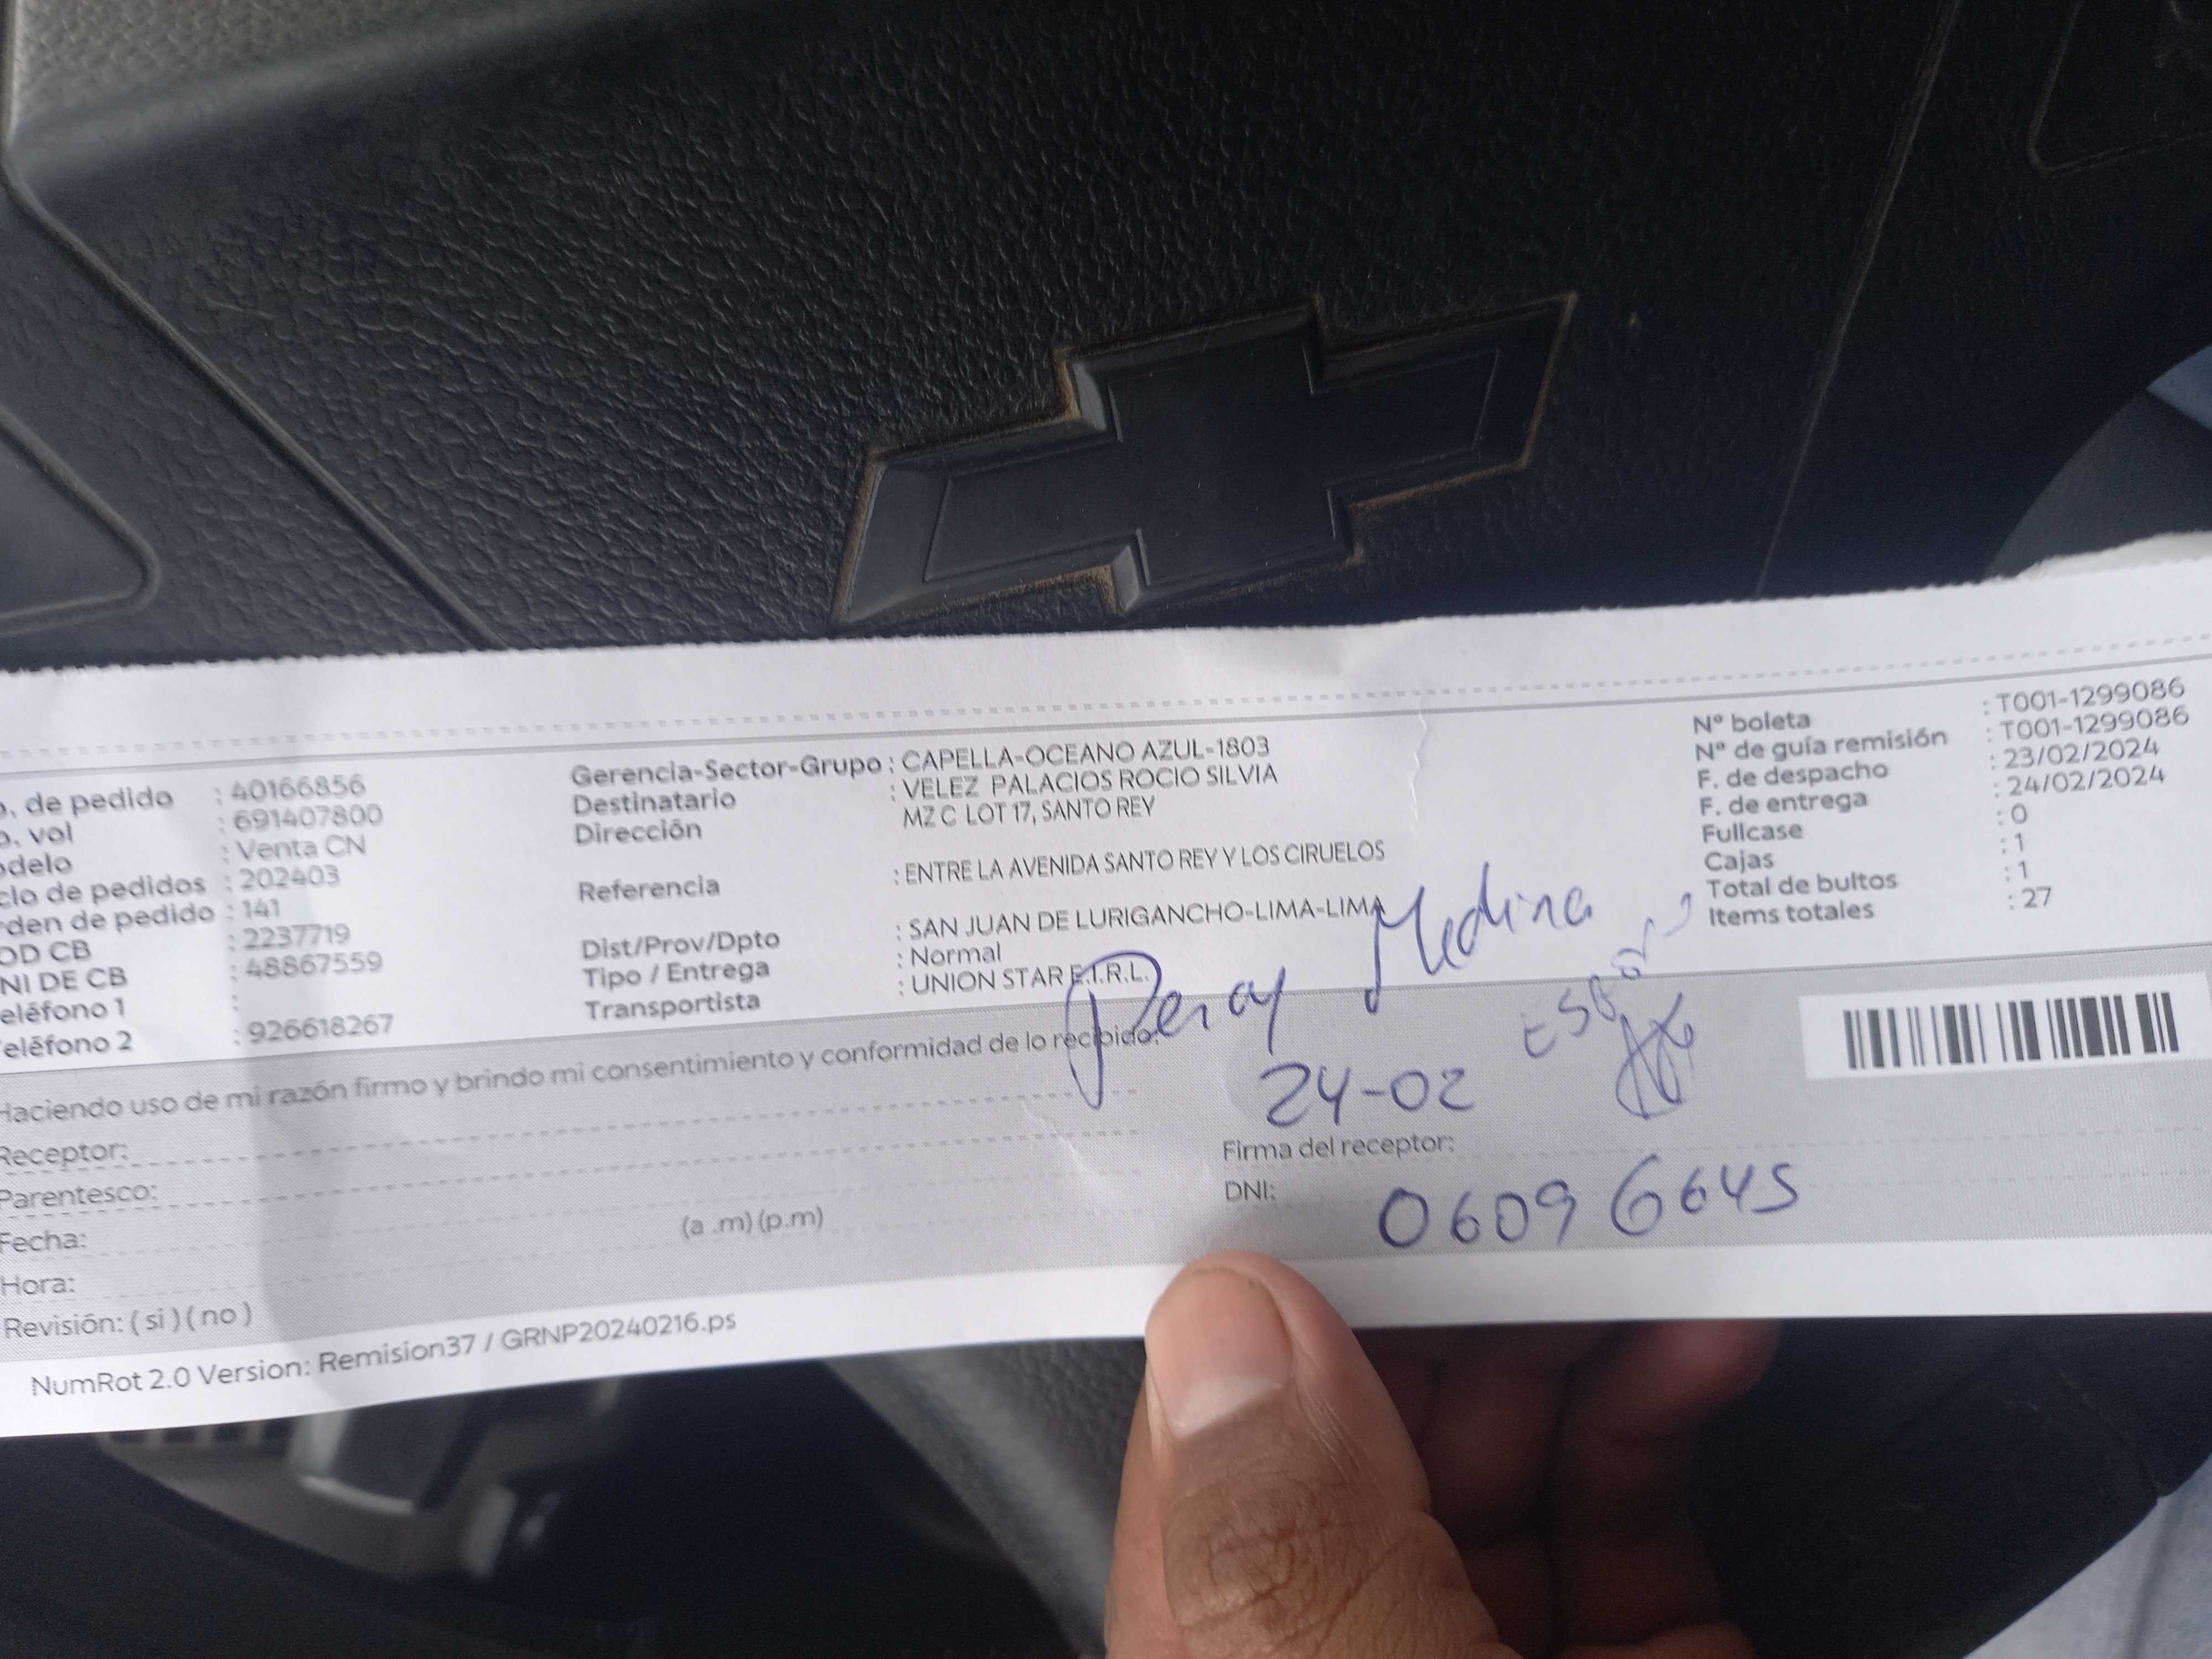 o. de pedido : 40166856
o. vol : 691407800
odelo : Venta CN
clo de pedidos : 202403
rden de pedido : 141
OD CB : 2237719
NI DE CB : 48867559
eléfono 1 :
eléfono 2 : 926618267
Gerencia-Sector-Grupo : CAPELLA-OCEANO AZUL-1803
Destinatario : VELEZ PALACIOS ROCIO SILVIA
Dirección MZ C LOT 17, SANTO REY
Referencia : ENTRE LA AVENIDA SANTO REY Y LOS CIRUELOS
Dist/Prov/Dpto : SAN JUAN DE LURIGANCHO-LIMA-LIMA
Tipo / Entrega : Normal
Transportista : UNION STAR E.I.R.L.
Nº boleta : T001-1299086
Nº de guía remisión : T001-1299086
F. de despacho : 23/02/2024
F. de entrega : 24/02/2024
Fullcase : 0
Cajas : 1
Total de bultos : 1
Items totales : 27
Percy Medina
24-02
Haciendo uso de mi razón firmo y brindo mi consentimiento y conformidad de lo recibido:
Receptor:
Parentesco:
Fecha:
Hora: (a .m) (p.m)
Revisión: ( si ) ( no )
Firma del receptor:
DNI: 06096645
NumRot 2.0 Version: Remision37 / GRNP20240216.ps